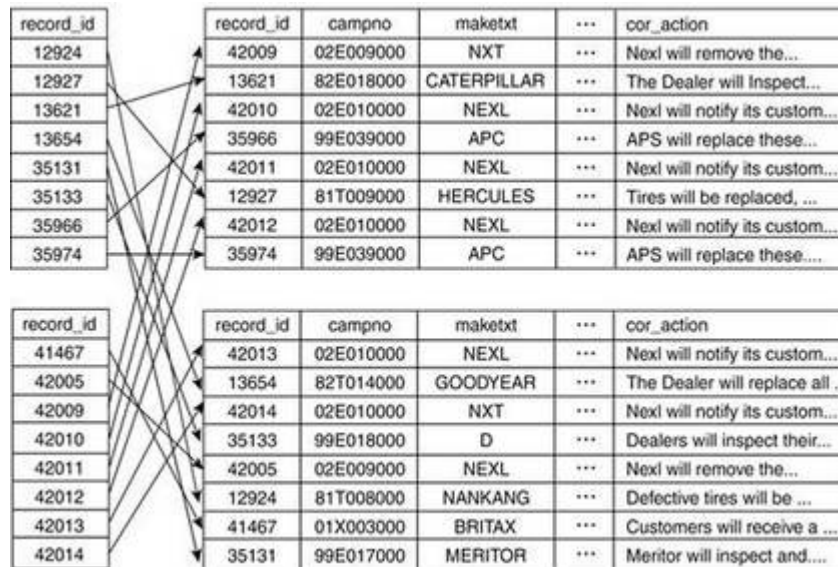 record_id record_id campno maketxt ... cor_action
12924 42009 02E009000 NXT ... Nexl will remove the...
12927 13621 82E018000 CATERPILLAR ... The Dealer will Inspect...
13621 42010 02E010000 NEXL ... Nexl will notify its custom...
13654 35966 99E039000 APC ... APS will replace these...
35131 42011 02E010000 NEXL ... Nexl will notify its custom...
35133 12927 81T009000 HERCULES ... Tires will be replaced, ...
35966 42012 02E010000 NEXL ... Nexl will notify its custom...
35974 35974 99E039000 APC ... APS will replace these....
record_id record_id campno maketxt ... cor_action
41467 42013 02E010000 NEXL ... Nexl will notify its custom...
42005 13654 82T014000 GOODYEAR ... The Dealer will replace all .
42009 42014 02E010000 NXT ... Nexl will notify its custom...
42010 35133 99E018000 D ... Dealers will inspect their...
42011 42005 02E009000 NEXL ... Nexl will remove the...
42012 12924 81T008000 NANKANG ... Defective tires will be ...
42013 41467 01X003000 BRITAX ... Customers will receive a ...
42014 35131 99E017000 MERITOR ... Meritor will inspect and....